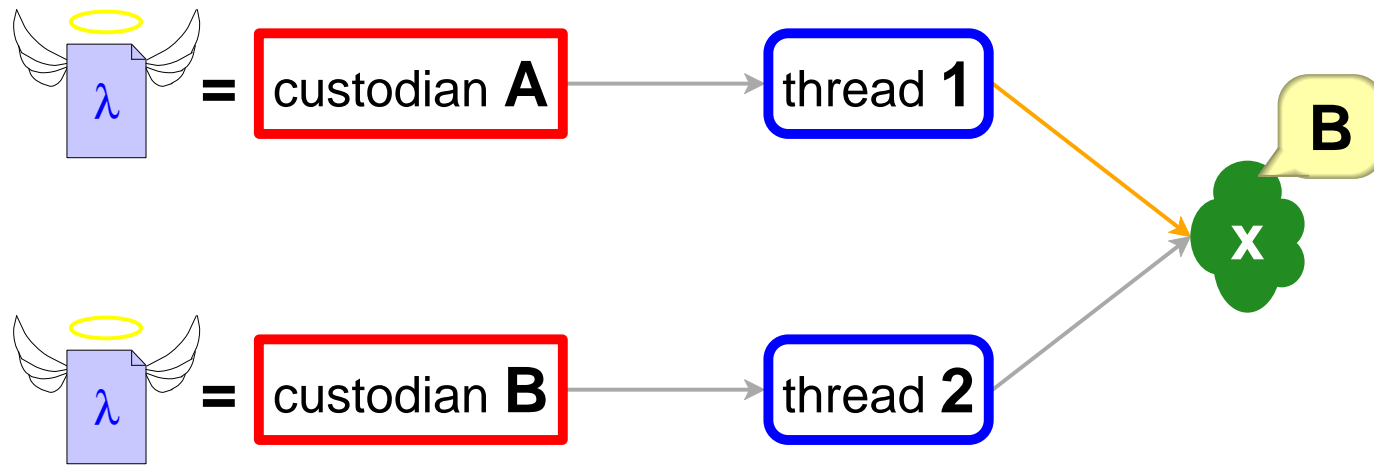 λ = custodian A thread 1
B
x
λ = custodian B thread 2